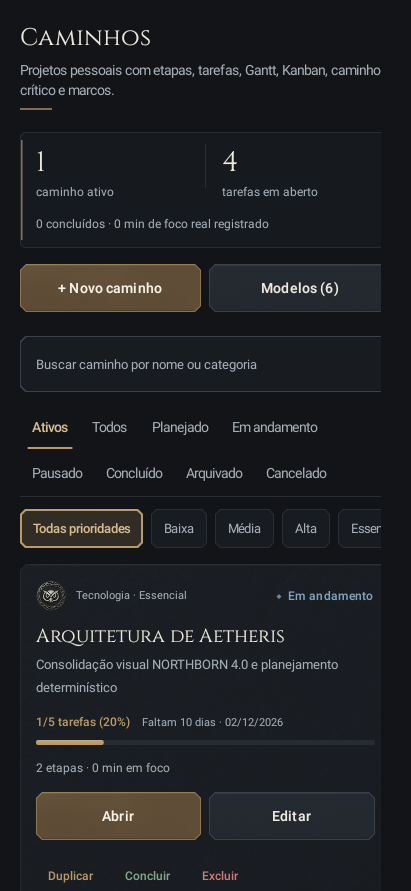 Caminhos
Projetos pessoais com etapas, tarefas, Gantt, Kanban, caminho
crítico e marcos.
1
caminho ativo
4
tarefas em aberto
0 concluídos · 0 min de foco real registrado
+ Novo caminho
Modelos (6)
Buscar caminho por nome ou categoria
Ativos Todos Planejado Em andamento
Pausado Concluído Arquivado Cancelado
Todas prioridades Baixa Média Alta Essen
Tecnologia · Essencial
Em andamento
Arquitetura de Aetheris
Consolidação visual NORTHBORN 4.0 e planejamento
determinístico
1/5 tarefas (20%) Faltam 10 dias · 02/12/2026
2 etapas · 0 min em foco
Abrir
Editar
Duplicar Concluir Excluir